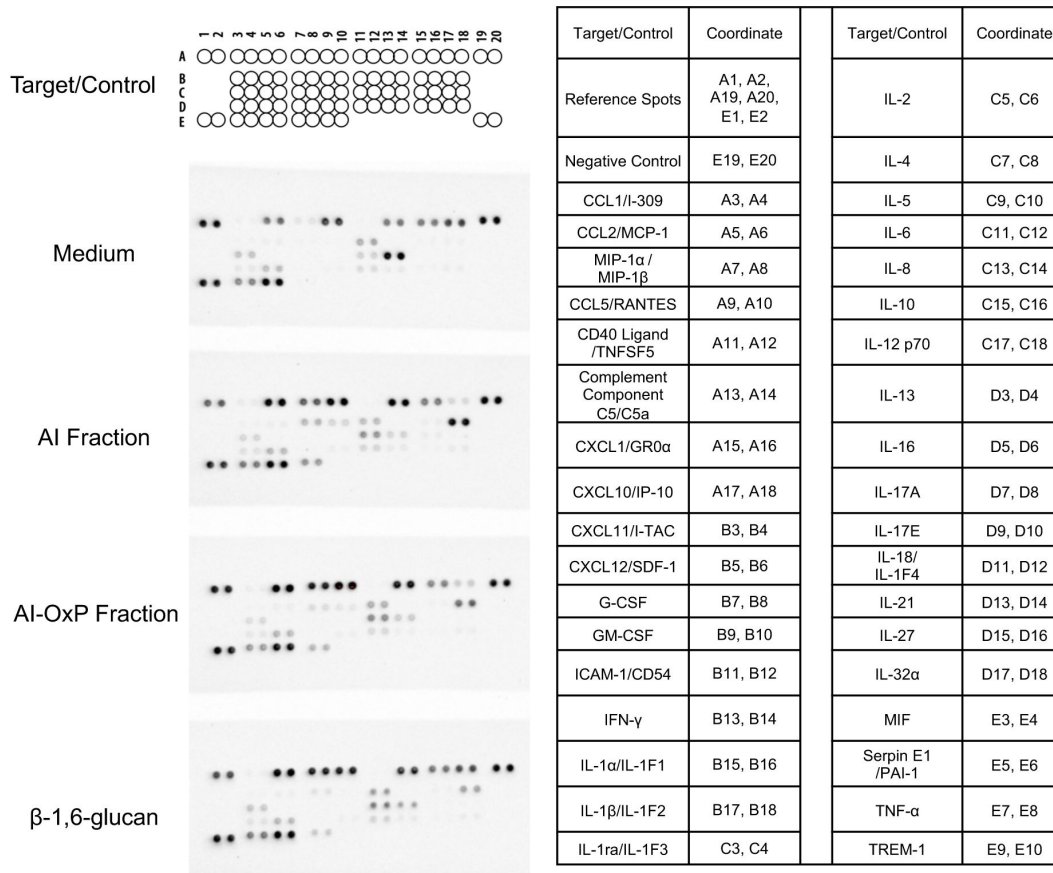 1 2 3 4 5 6 7 8 9 10 11 12 13 14 15 16 17 18 19 20
A
B
C
D
E
Target/Control
Medium
AI Fraction
AI-OxP Fraction
β-1,6-glucan
Target/Control Coordinate Target/Control Coordinate
Reference Spots A1, A2, A19, A20, E1, E2 IL-2 C5, C6
Negative Control E19, E20 IL-4 C7, C8
CCL1/I-309 A3, A4 IL-5 C9, C10
CCL2/MCP-1 A5, A6 IL-6 C11, C12
MIP-1α / MIP-1β A7, A8 IL-8 C13, C14
CCL5/RANTES A9, A10 IL-10 C15, C16
CD40 Ligand /TNFSF5 A11, A12 IL-12 p70 C17, C18
Complement Component C5/C5a A13, A14 IL-13 D3, D4
CXCL1/GR0α A15, A16 IL-16 D5, D6
CXCL10/IP-10 A17, A18 IL-17A D7, D8
CXCL11/I-TAC B3, B4 IL-17E D9, D10
CXCL12/SDF-1 B5, B6 IL-18/ IL-1F4 D11, D12
G-CSF B7, B8 IL-21 D13, D14
GM-CSF B9, B10 IL-27 D15, D16
ICAM-1/CD54 B11, B12 IL-32α D17, D18
IFN-γ B13, B14 MIF E3, E4
IL-1α/IL-1F1 B15, B16 Serpin E1 /PAI-1 E5, E6
IL-1β/IL-1F2 B17, B18 TNF-α E7, E8
IL-1ra/IL-1F3 C3, C4 TREM-1 E9, E10